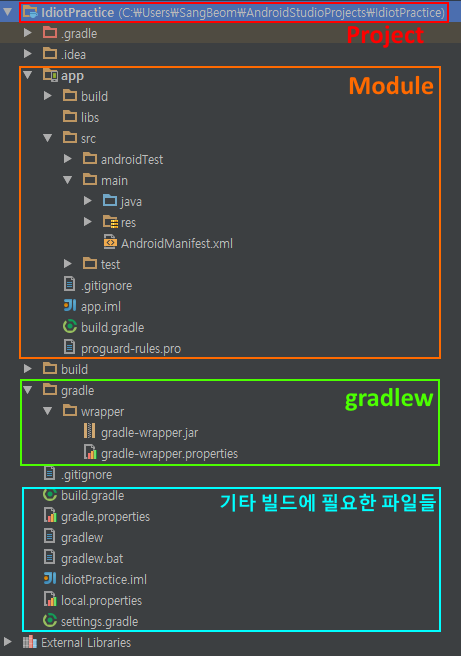 IdiotPractice (C:₩Users₩SangBeom₩AndroidStudioProjects₩IdiotPractice)
.gradle Project
.idea
app Module
build
libs
src
androidTest
main
java
res
AndroidManifest.xml
test
.gitignore
app.iml
build.gradle
proguard-rules.pro
build
gradle gradlew
wrapper
gradle-wrapper.jar
gradle-wrapper.properties
.gitignore
build.gradle 기타 빌드에 필요한 파일들
gradle.properties
gradlew
gradlew.bat
IdiotPractice.iml
local.properties
settings.gradle
External Libraries